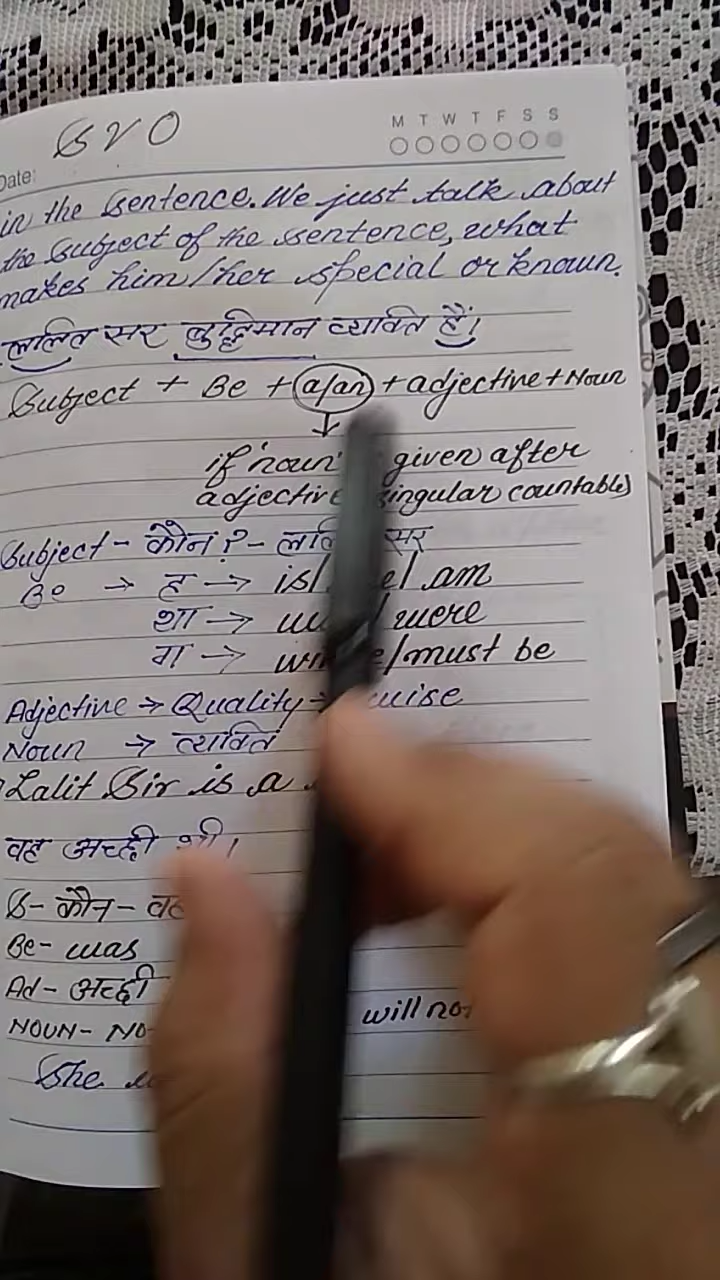 SVO
M T W T F S S
Date:
in the sentence. We just talk about
the subject of the sentence, what
makes him/her special or known.
ललित सर बुद्धिमान व्यक्ति हैं।
Subject + Be + (a/an) + adjective + Noun
if 'noun' given after
adjective singular countable)
Subject - कौन? - सर
Be → ह → am
था → were
ग → must be
Adjective → Quality → wise
Noun → व्यक्ति
Lalit Sir is a
वह अच्छी थी।
S - कौन - वह
Be - was
Ad - अच्छी
NOUN - NO will not
She